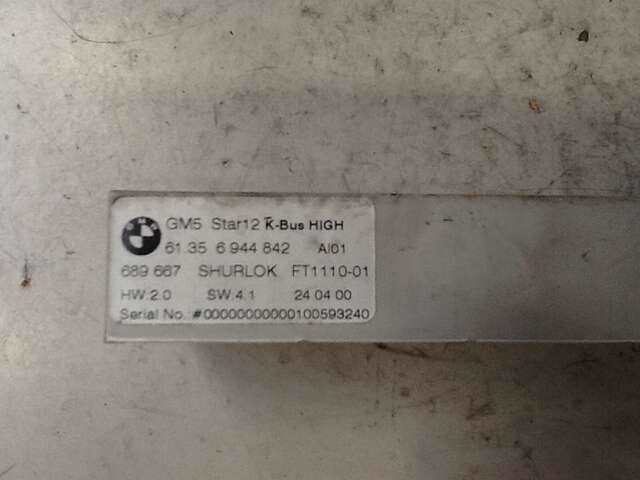 BMW
GM5 Star12 K-Bus HIGH
61.35 6 944 842 AI01
689 667 SHURLOK FT1110-01
HW:2.0 SW:4.1 24 04 00
Serial No.: #00000000000100593240